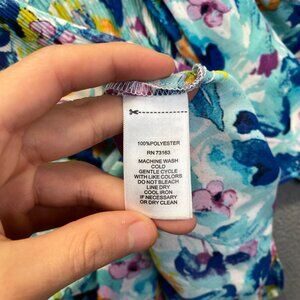 100%POLYESTER
RN 73163
MACHINE WASH
COLD
GENTLE CYCLE
WITH LIKE COLORS
DO NOT BLEACH
LINE DRY
COOL IRON
IF NECESSARY
OR DRY CLEAN